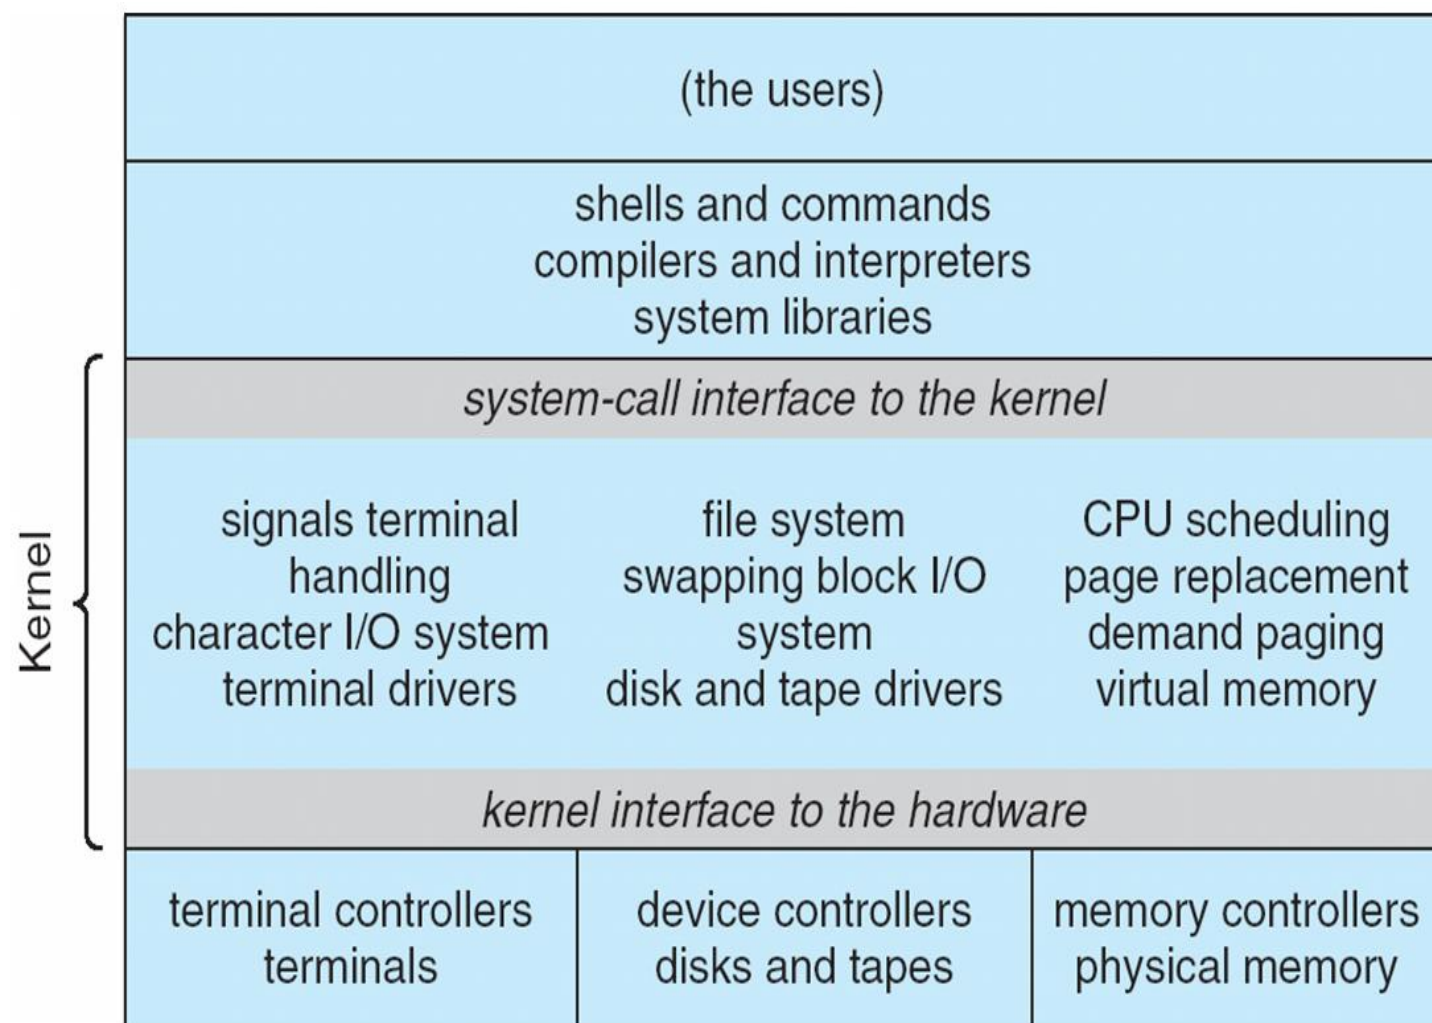 (the users)
shells and commands
compilers and interpreters
system libraries
Kernel
system-call interface to the kernel
signals terminal
handling
character I/O system
terminal drivers
file system
swapping block I/O
system
disk and tape drivers
CPU scheduling
page replacement
demand paging
virtual memory
kernel interface to the hardware
terminal controllers
terminals
device controllers
disks and tapes
memory controllers
physical memory